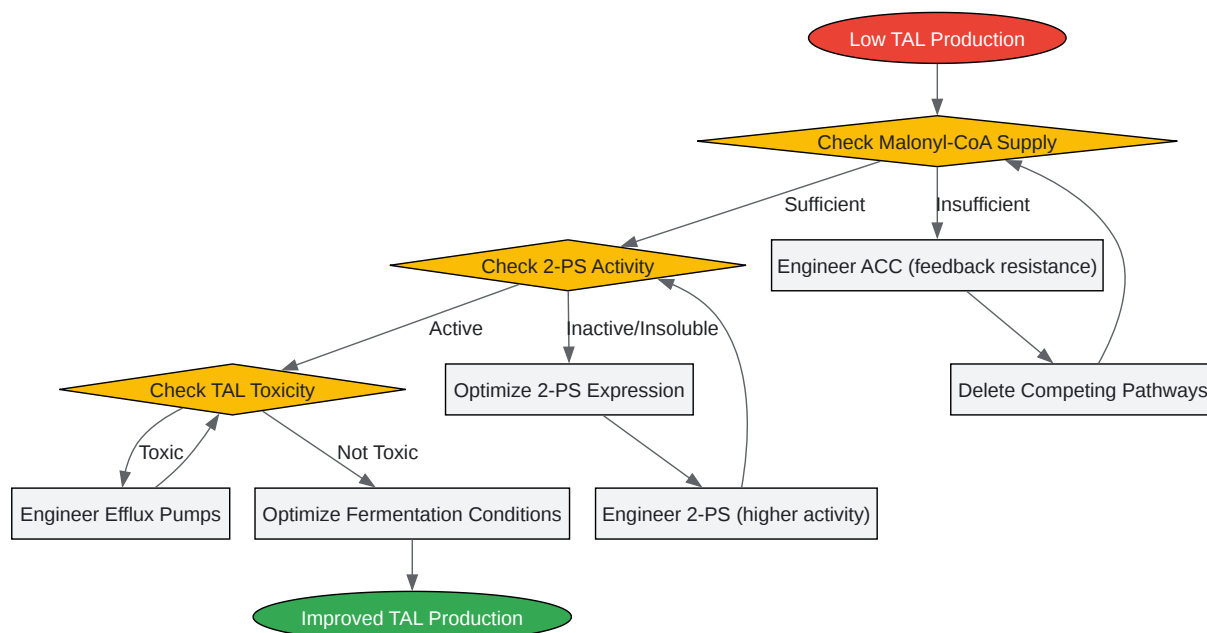 Low TAL Production
Check Malonyl-CoA Supply
Sufficient
Insufficient
Check 2-PS Activity
Engineer ACC (feedback resistance)
Active
Inactive/Insoluble
Check TAL Toxicity
Optimize 2-PS Expression
Delete Competing Pathways
Toxic
Not Toxic
Engineer Efflux Pumps
Optimize Fermentation Conditions
Engineer 2-PS (higher activity)
Improved TAL Production